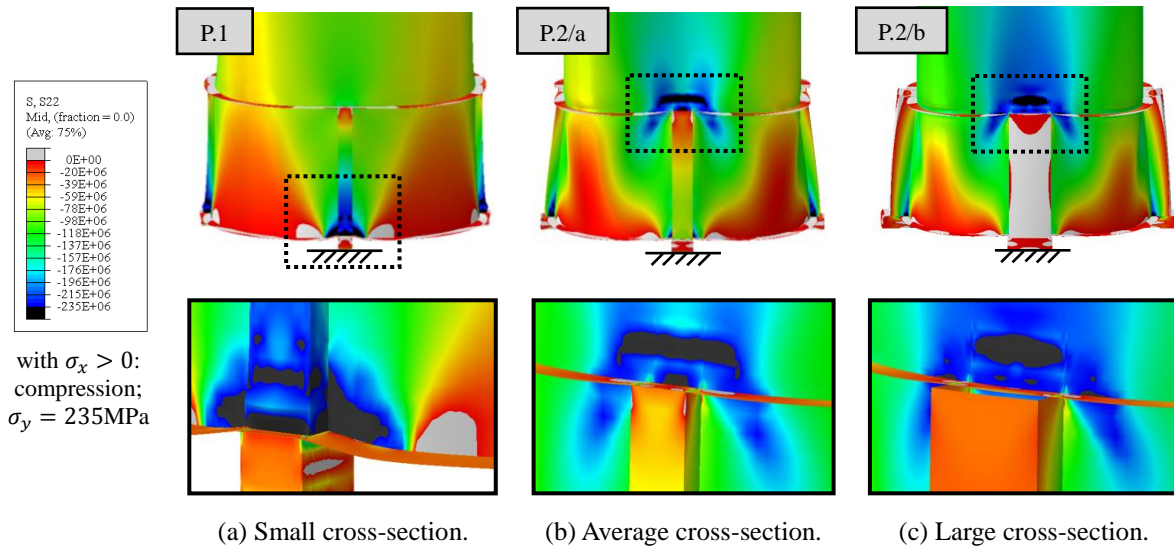 P.1
P.2/a
P.2/b
S, S22
Mid, (fraction = 0.0)
(Avg: 75%)
0E+00
-20E+06
-39E+06
-59E+06
-78E+06
-98E+06
-118E+06
-137E+06
-157E+06
-176E+06
-196E+06
-215E+06
-235E+06
with σₓ > 0:
compression;
σᵧ = 235MPa
(a) Small cross-section.
(b) Average cross-section.
(c) Large cross-section.